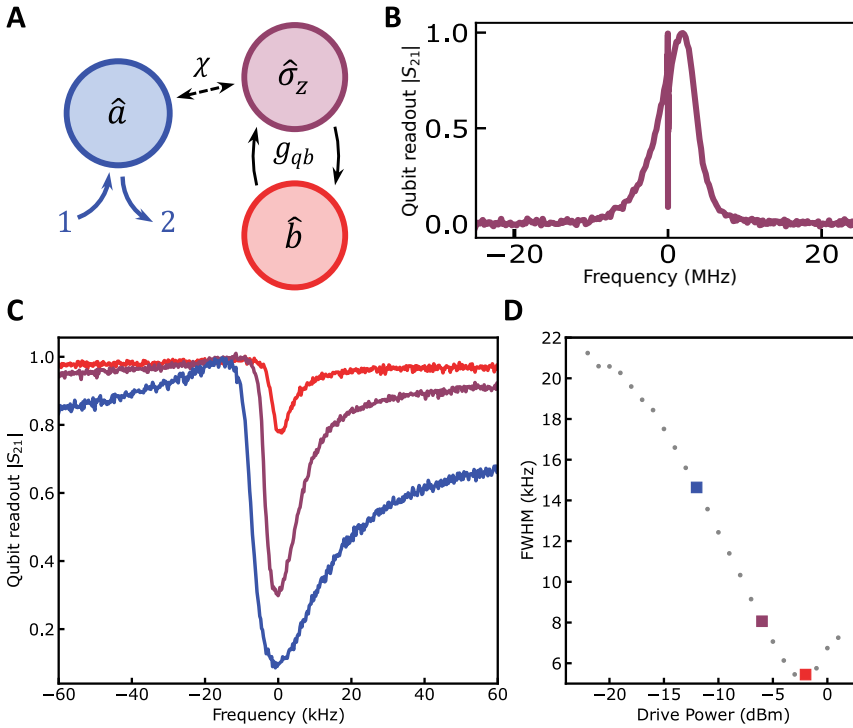 A
χ
â
σ̂z
gqb
b̂
1
2
B
Qubit readout |S21|
1.0
0.5
0.0
−20
0
20
Frequency (MHz)
C
Qubit readout |S21|
1.0
0.8
0.6
0.4
0.2
−60
−40
−20
0
20
40
60
Frequency (kHz)
D
FWHM (kHz)
22
20
18
16
14
12
10
8
6
−20
−15
−10
−5
0
Drive Power (dBm)